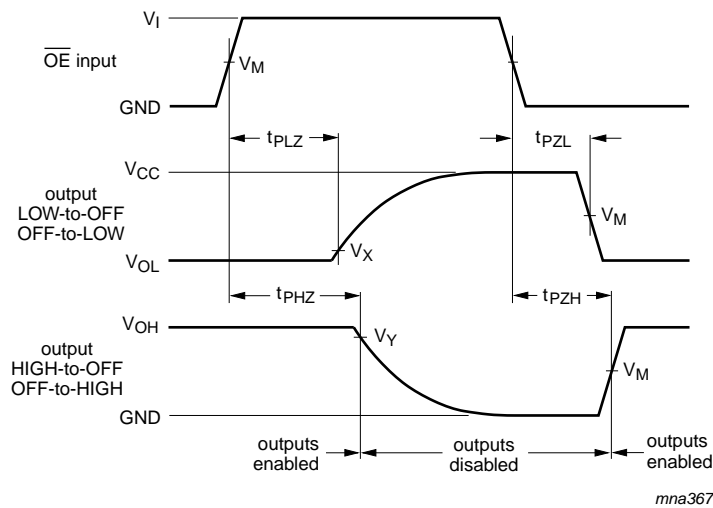 V_I
OE input
V_M
GND
t_PLZ
t_PZL
V_CC
output
LOW-to-OFF
OFF-to-LOW
V_M
V_X
V_OL
t_PHZ
t_PZH
V_OH
V_Y
output
HIGH-to-OFF
OFF-to-HIGH
V_M
GND
outputs
enabled
outputs
disabled
outputs
enabled
mna367